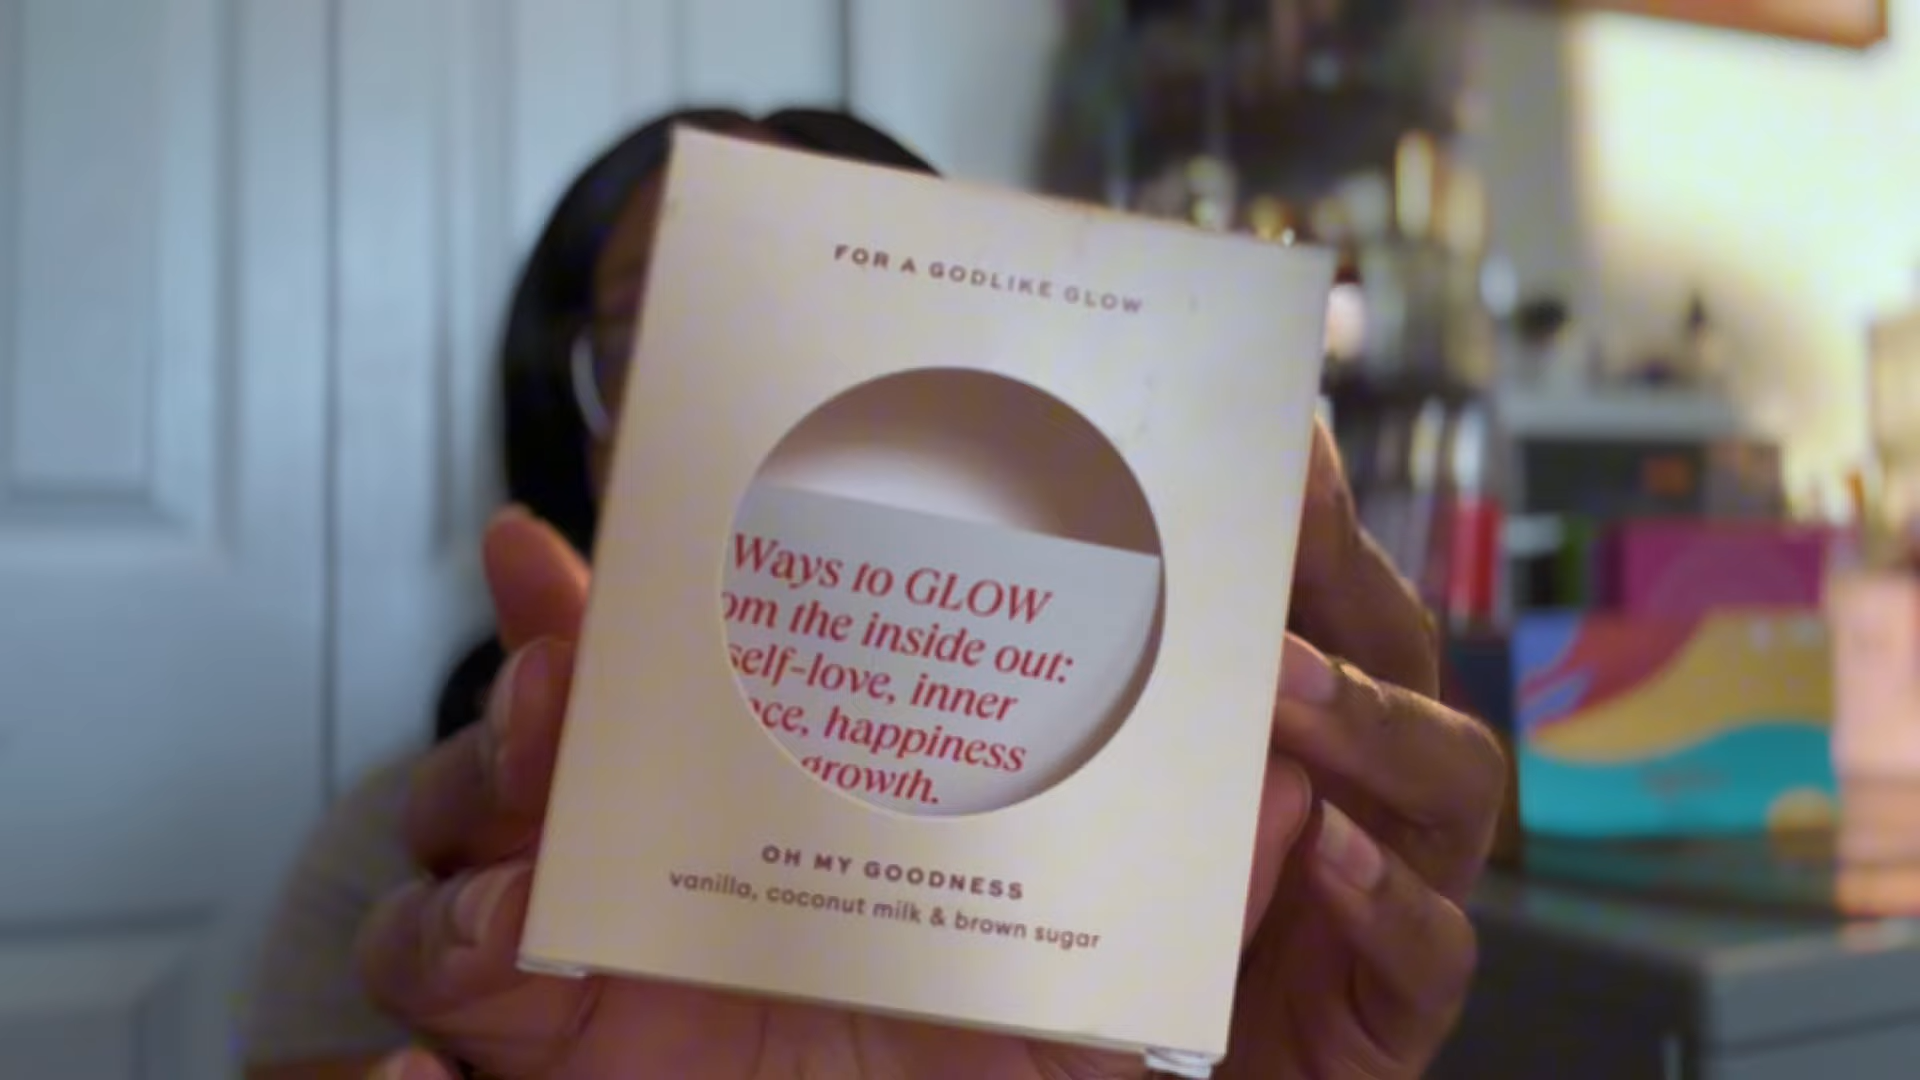 FOR A GODLIKE GLOW
Ways to GLOW
om the inside out:
self-love, inner
ce, happiness
growth.
OH MY GOODNESS
vanilla, coconut milk & brown sugar